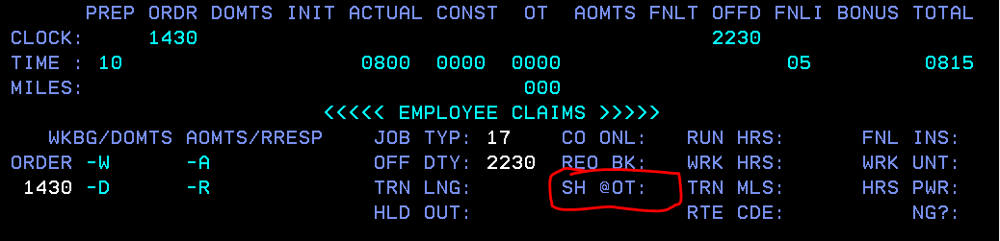 PREP ORDR DOMTS INIT ACTUAL CONST OT AOMTS FNLT OFFD FNLI BONUS TOTAL
CLOCK: 1430 2230
TIME : 10 0800 0000 0000 05 0815
MILES: 000
<<<<< EMPLOYEE CLAIMS >>>>>
WKBG/DOMTS AOMTS/RRESP JOB TYP: 17 CO ONL: RUN HRS: FNL INS:
ORDER -W -A OFF DTY: 2230 REO BK: WRK HRS: WRK UNT:
1430 -D -R TRN LNG: SH @OT: TRN MLS: HRS PWR:
HLD OUT: RTE CDE: NG?: